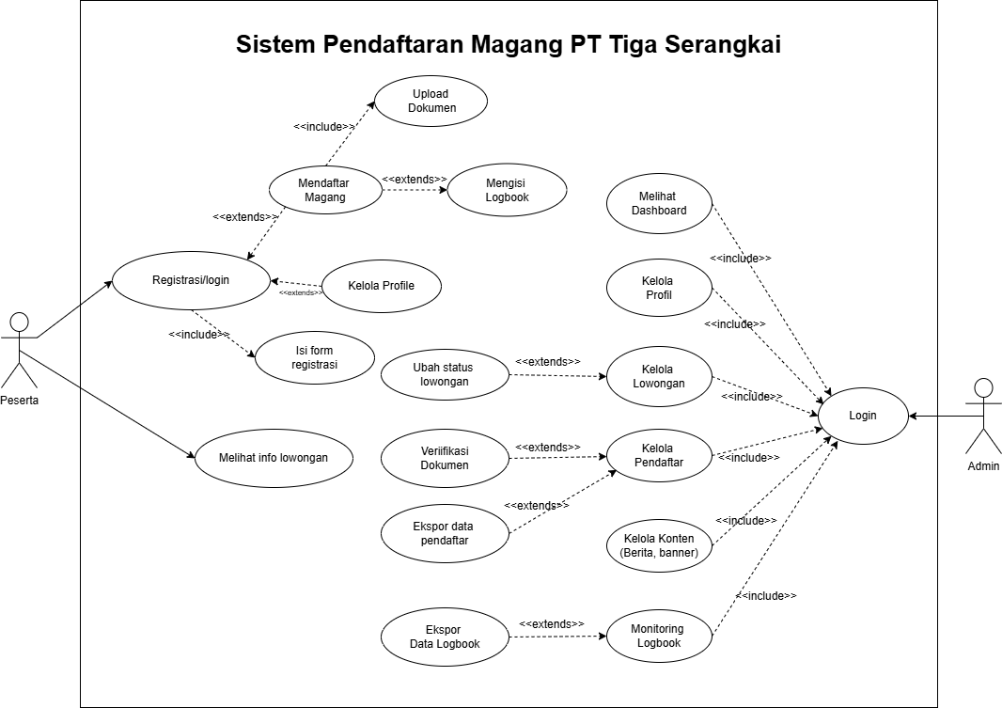 Sistem Pendaftaran Magang PT Tiga Serangkai
Upload
Dokumen
<<include>>
Mendaftar
Magang
<<extends>>
Mengisi
Logbook
<<extends>>
Registrasi/login
<<extends>>
Kelola Profile
<<include>>
Isi form
registrasi
Peserta
Melihat info lowongan
Melihat
Dashboard
<<include>>
Kelola
Profil
<<include>>
Ubah status
lowongan
<<extends>>
Kelola
Lowongan
<<include>>
Login
Admin
Veriifikasi
Dokumen
<<extends>>
Kelola
Pendaftar
<<include>>
Ekspor data
pendaftar
<<extends>>
Kelola Konten
(Berita, banner)
<<include>>
Ekspor
Data Logbook
<<extends>>
Monitoring
Logbook
<<include>>